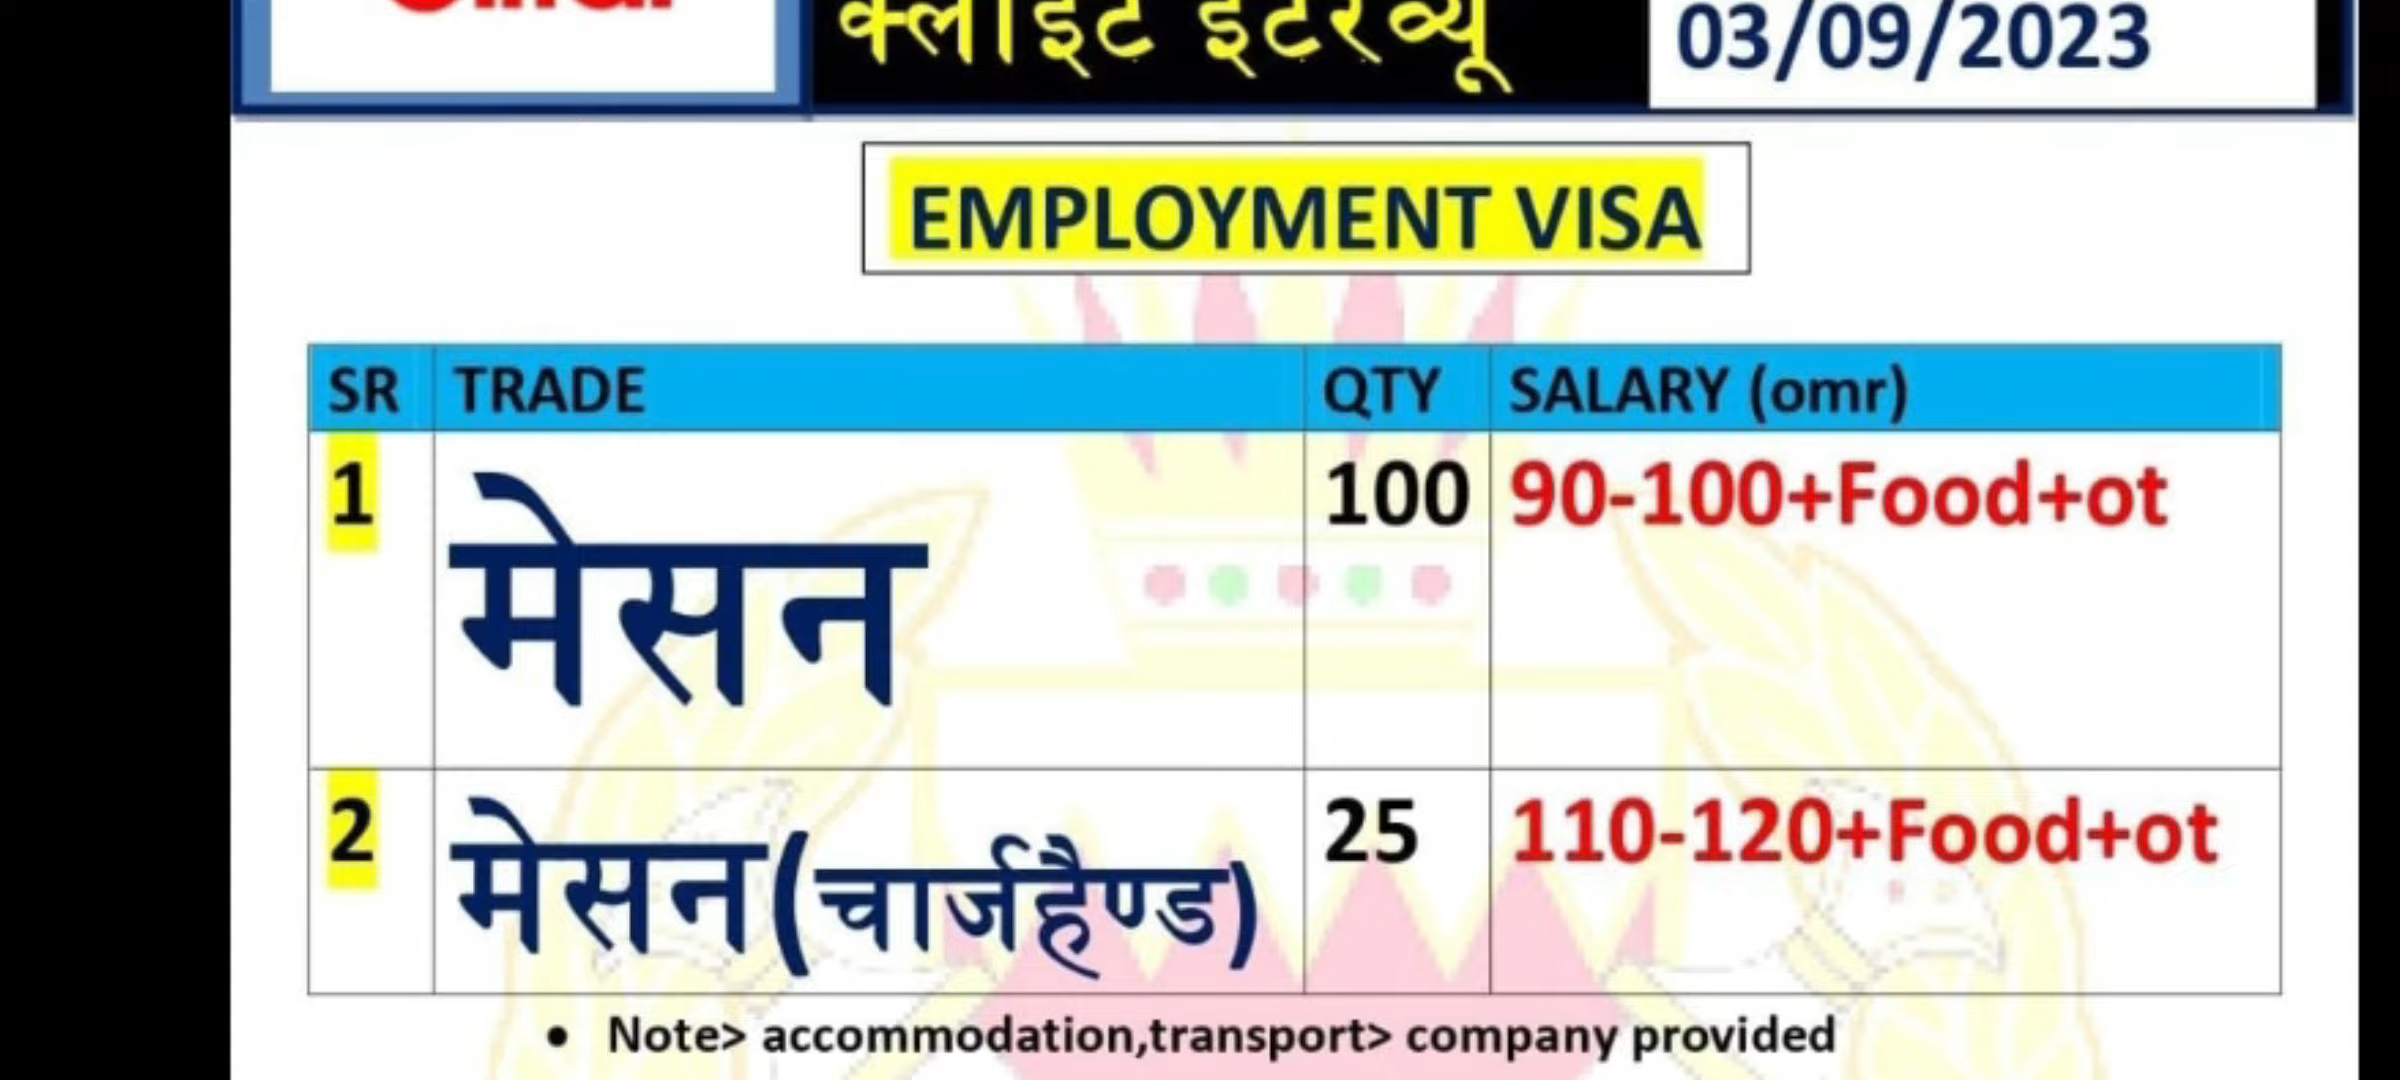 क्लाइंट इंटरव्यू
03/09/2023
EMPLOYMENT VISA
SR TRADE QTY SALARY (omr)
1 मेसन 100 90-100+Food+ot
2 मेसन(चार्जहैण्ड) 25 110-120+Food+ot
• Note> accommodation,transport> company provided